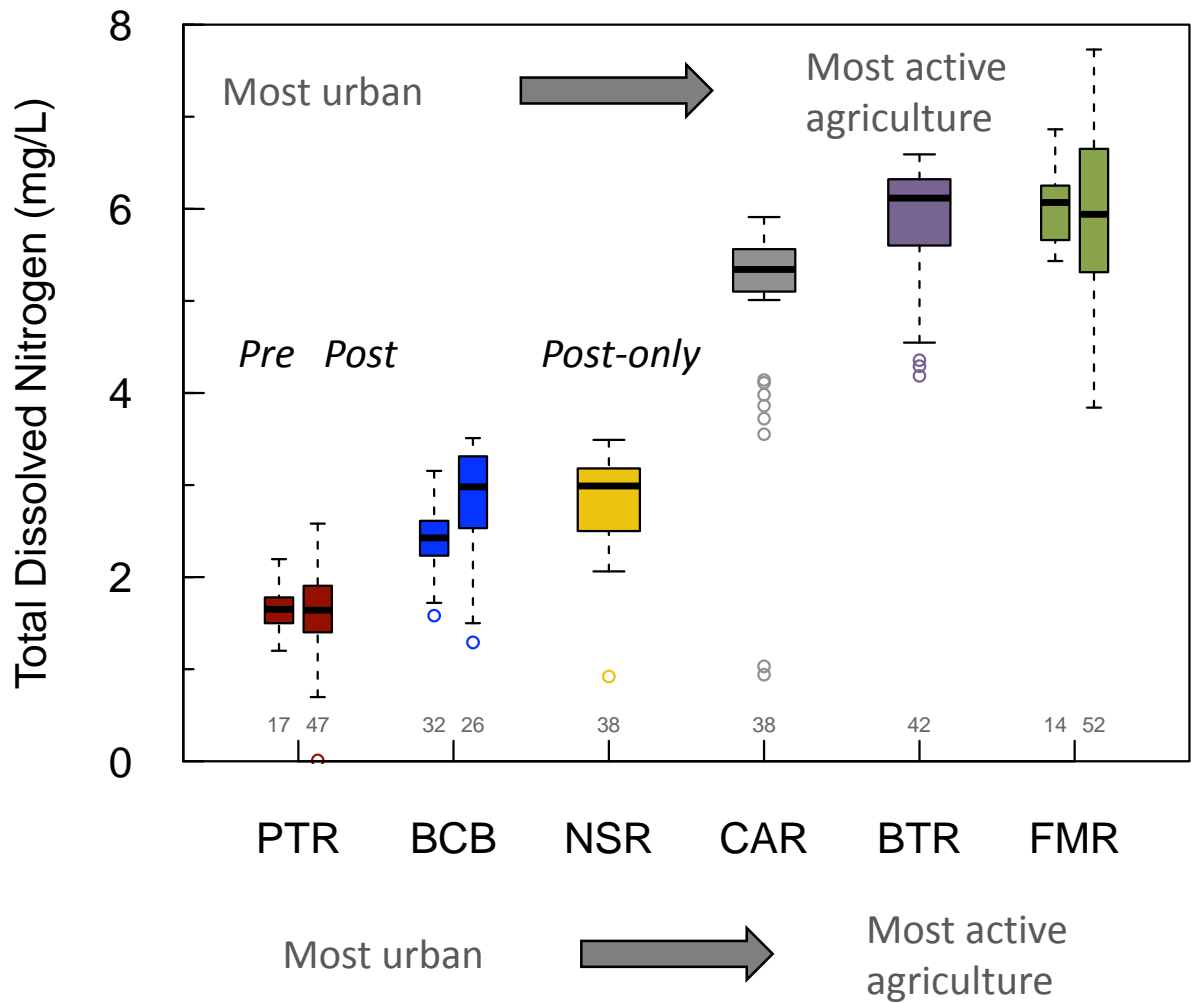 8
Most urban
Most active
agriculture
6
Total Dissolved Nitrogen (mg/L)
Pre Post Post-only
4
2
17 47 32 26 38 38 42 14 52
0
PTR BCB NSR CAR BTR FMR
Most urban
Most active
agriculture